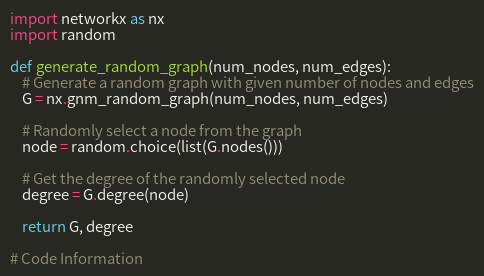 import networkx as nx
import random
def generate_random_graph(num_nodes, num_edges):
# Generate a random graph with given number of nodes and edges
G = nx.gnm_random_graph(num_nodes, num_edges)
# Randomly select a node from the graph
node = random.choice(list(G.nodes()))
# Get the degree of the randomly selected node
degree = G.degree(node)
return G, degree
# Code Information